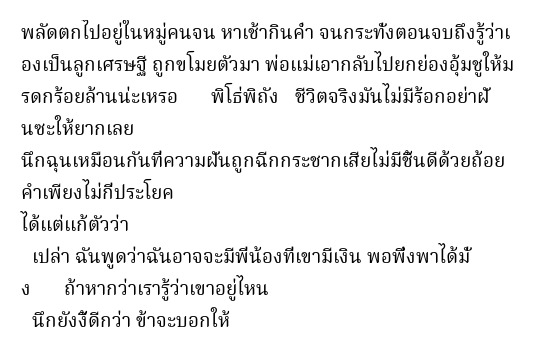 พลัดตกไปอยู่ในหมู่คนจน หาเช้ากินค่ำ จนกระทั่งตอนจบถึงรู้ว่าเ
องเป็นลูกเศรษฐี ถูกขโมยตัวมา พ่อแม่เอากลับไปยกย่องอุ้มชูให้ม
รดกร้อยล้านน่ะเหรอ พิโธ่พิถัง ชีวิตจริงมันไม่มีร้อกอย่าฝั
นซะให้ยากเลย
นึกฉุนเหมือนกันที่ความฝันถูกฉีกกระชากเสียไม่มีชิ้นดีด้วยถ้อย
คำเพียงไม่กี่ประโยค
ได้แต่แก้ตัวว่า
เปล่า ฉันพูดว่าฉันอาจจะมีพี่น้องที่เขามีเงิน พอพึ่งพาได้มั่
ง ถ้าหากว่าเรารู้ว่าเขาอยู่ไหน
นึกยังงี้ดีกว่า ข้าจะบอกให้